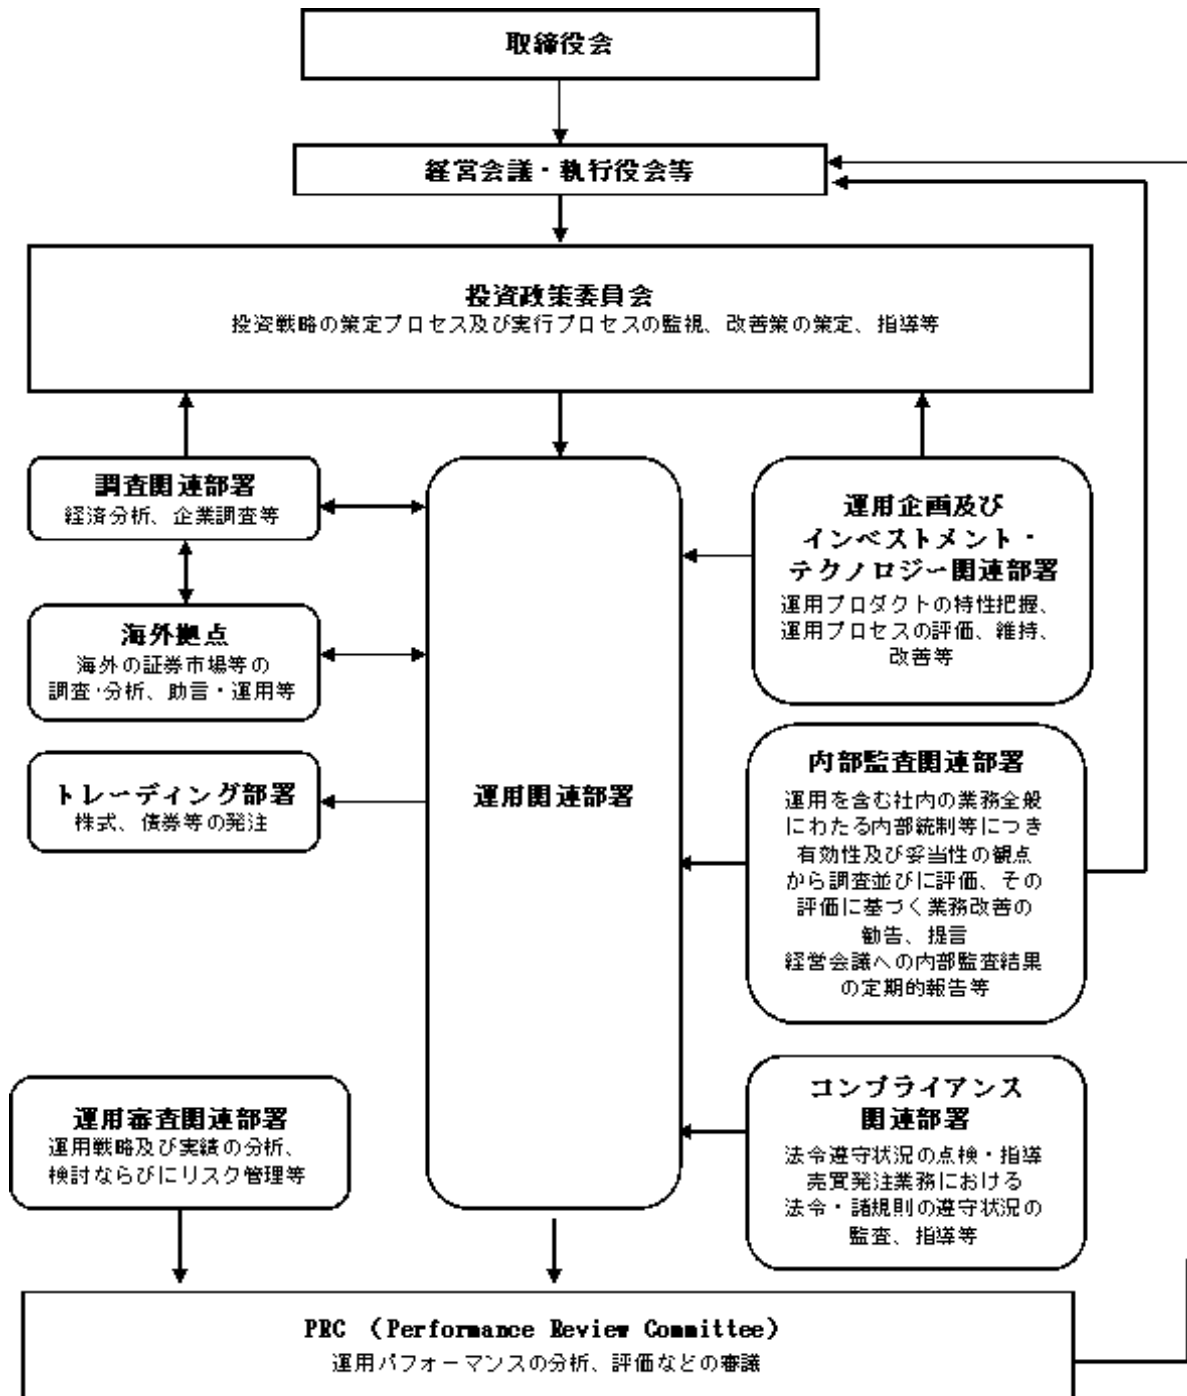 取締役会
経営会議・執行役会等
投資政策委員会
投資戦略の策定プロセス及び実行プロセスの監視、改善策の策定、指導等
調査関連部署
経済分析、企業調査等
海外拠点
海外の証券市場等の
調査・分析、助言・運用等
トレーディング部署
株式、債券等の発注
運用関連部署
運用企画及び
インベストメント・
テクノロジー関連部署
運用プロダクトの特性把握、
運用プロセスの評価、維持、
改善等
内部監査関連部署
運用を含む社内の業務全般
にわたる内部統制等につき
有効性及び妥当性の観点
から調査並びに評価、その
評価に基づく業務改善の
勧告、提言
経営会議への内部監査結果
の定期的報告等
コンプライアンス
関連部署
法令遵守状況の点検・指導
売買発注業務における
法令・諸規則の遵守状況の
監査、指導等
運用審査関連部署
運用戦略及び実績の分析、
検討ならびにリスク管理等
PRC （Performance Review Committee）
運用パフォーマンスの分析、評価などの審議